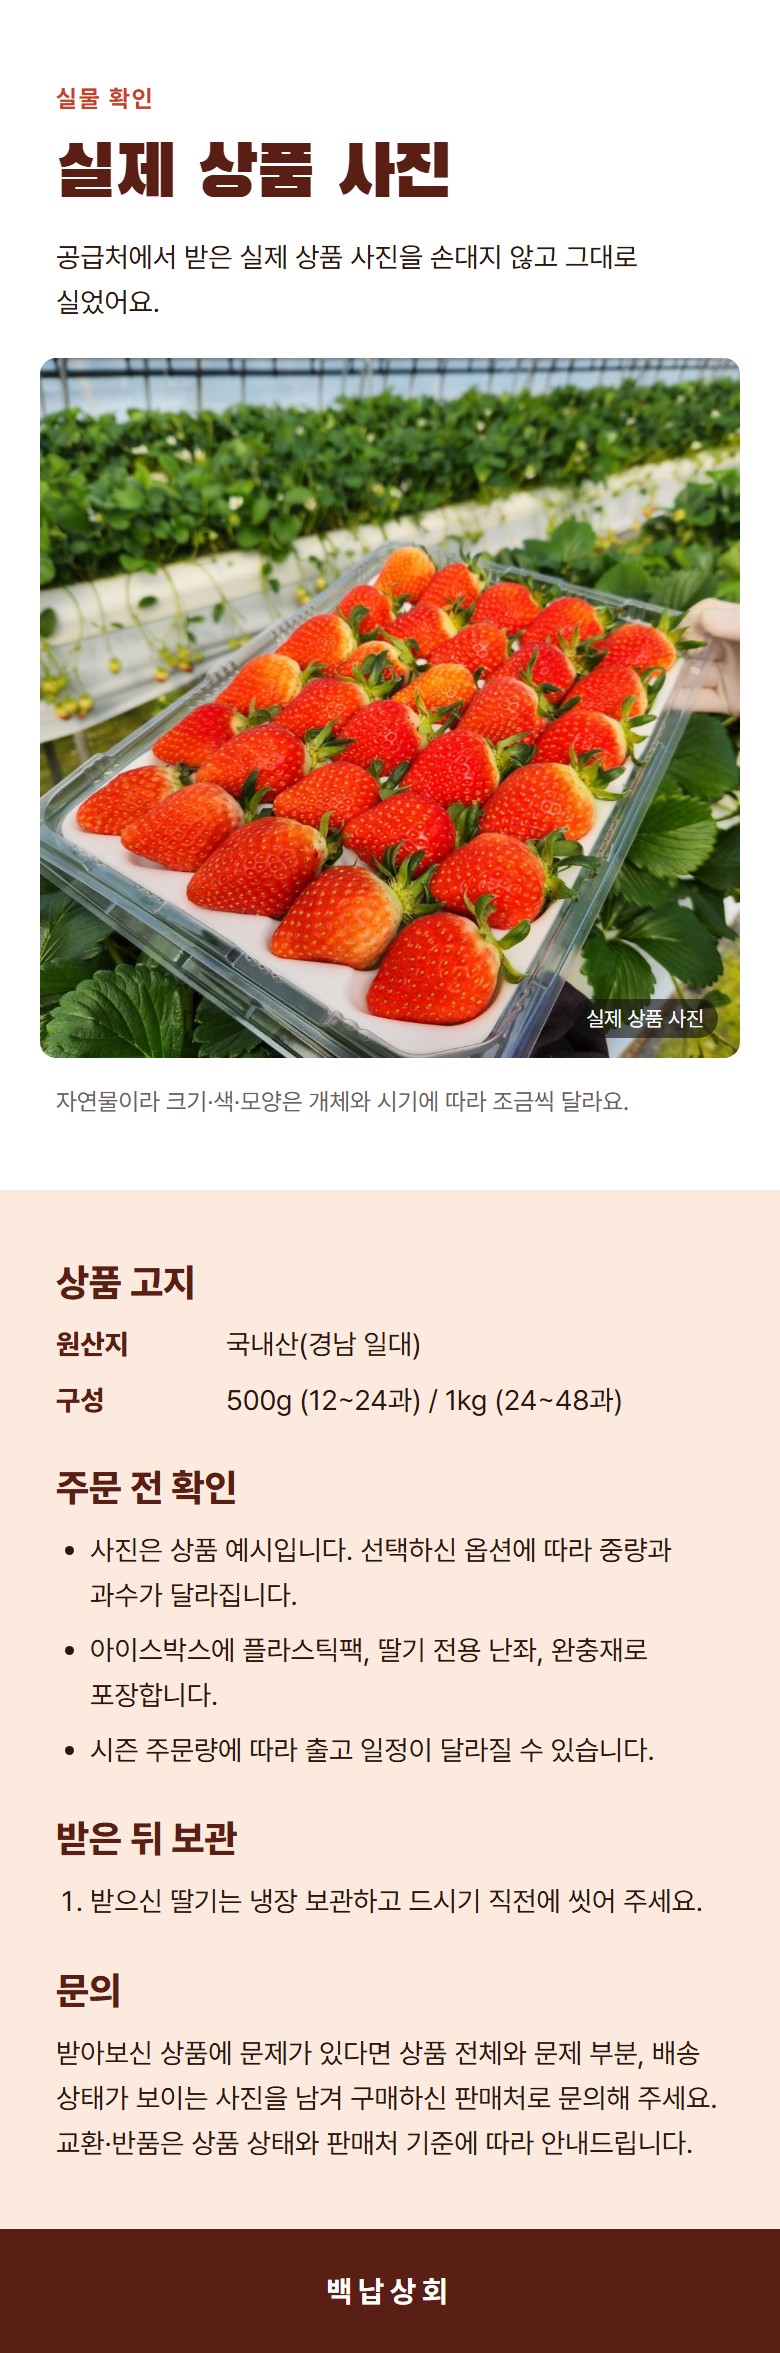 실물 확인
실제 상품 사진
공급처에서 받은 실제 상품 사진을 손대지 않고 그대로
실었어요.
실제 상품 사진
자연물이라 크기·색·모양은 개체와 시기에 따라 조금씩 달라요.
상품 고지
원산지 국내산(경남 일대)
구성 500g (12~24과) / 1kg (24~48과)
주문 전 확인
• 사진은 상품 예시입니다. 선택하신 옵션에 따라 중량과
과수가 달라집니다.
• 아이스박스에 플라스틱팩, 딸기 전용 난좌, 완충재로
포장합니다.
• 시즌 주문량에 따라 출고 일정이 달라질 수 있습니다.
받은 뒤 보관
1. 받으신 딸기는 냉장 보관하고 드시기 직전에 씻어 주세요.
문의
받아보신 상품에 문제가 있다면 상품 전체와 문제 부분, 배송
상태가 보이는 사진을 남겨 구매하신 판매처로 문의해 주세요.
교환·반품은 상품 상태와 판매처 기준에 따라 안내드립니다.
백납상회